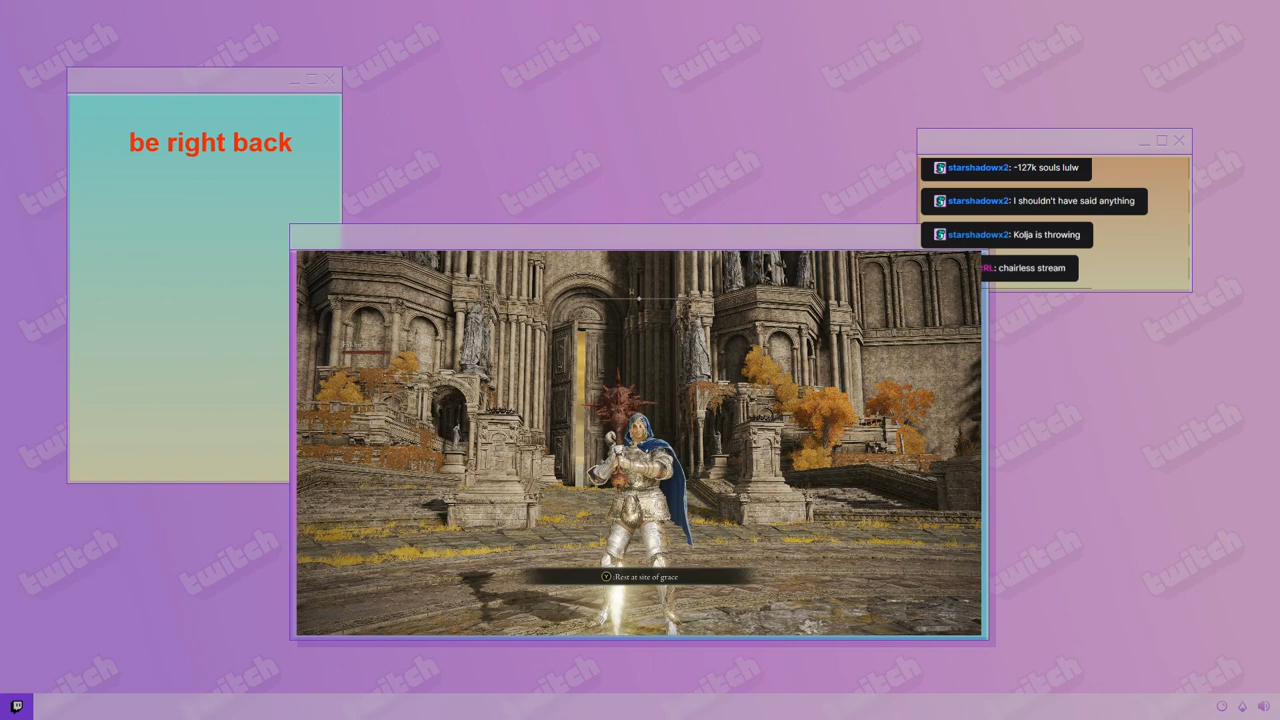 be right back
starshadowx2: -127k souls lulw
starshadowx2: I shouldn't have said anything
starshadowx2: Kolja is throwing
RL: chairless stream
Y :Rest at site of grace
twitch